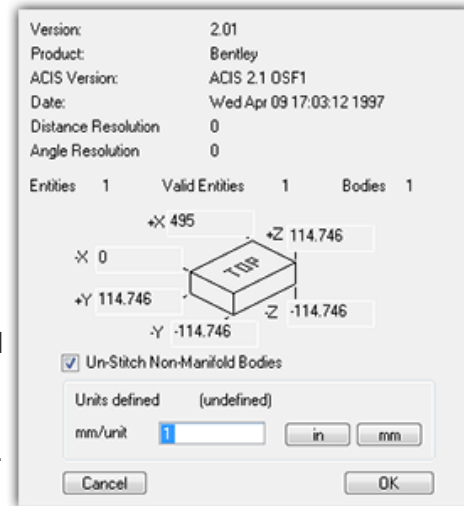 Version: 2.01
Product: Bentley
ACIS Version: ACIS 2.1 OSF1
Date: Wed Apr 09 17:03:12 1997
Distance Resolution 0
Angle Resolution 0
Entities 1 Valid Entities 1 Bodies 1
+X 495
+Z 114.746
-X 0
TOP
+Y 114.746
-Z -114.746
-Y -114.746
Un-Stitch Non-Manifold Bodies
Units defined (undefined)
mm/unit 1 in mm
Cancel OK